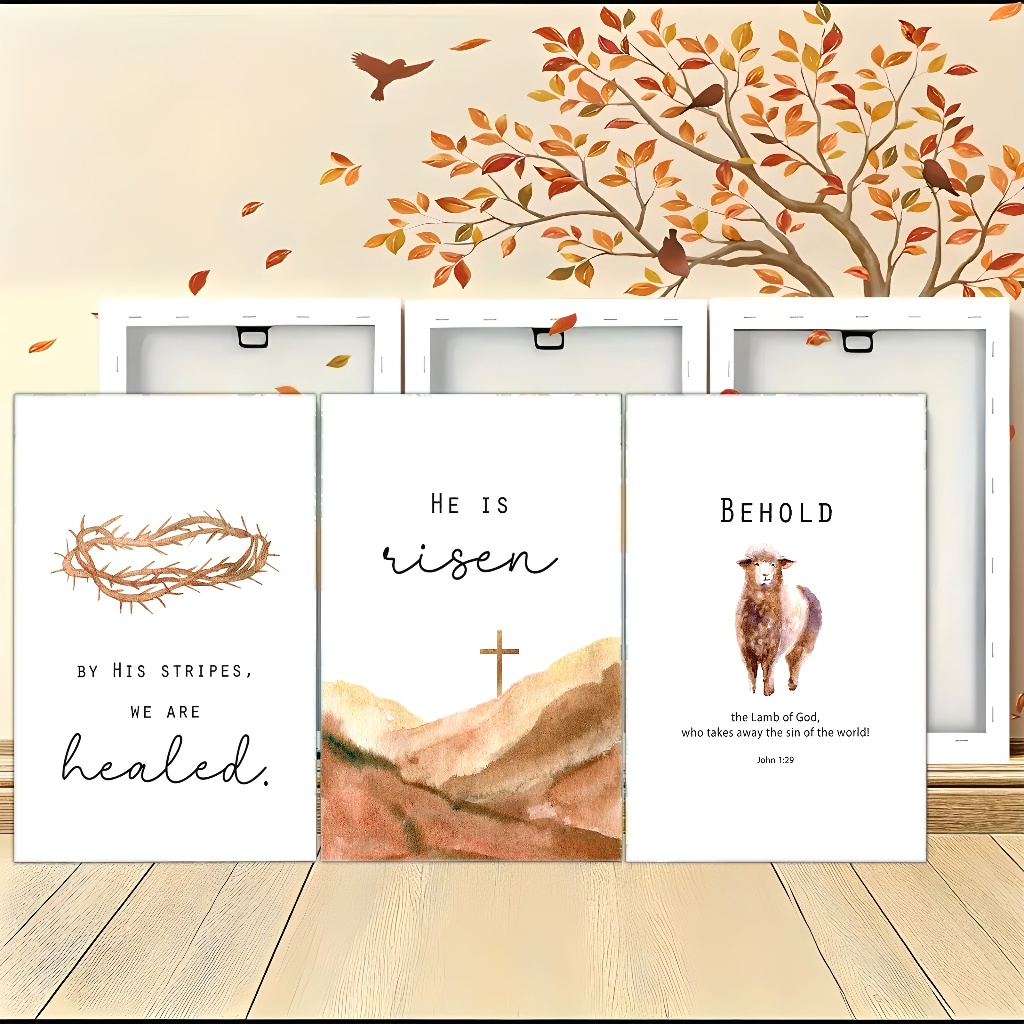 by His stripes,
we are
healed.
He is
risen
Behold
the Lamb of God,
who takes away the sin of the world!
John 1:29